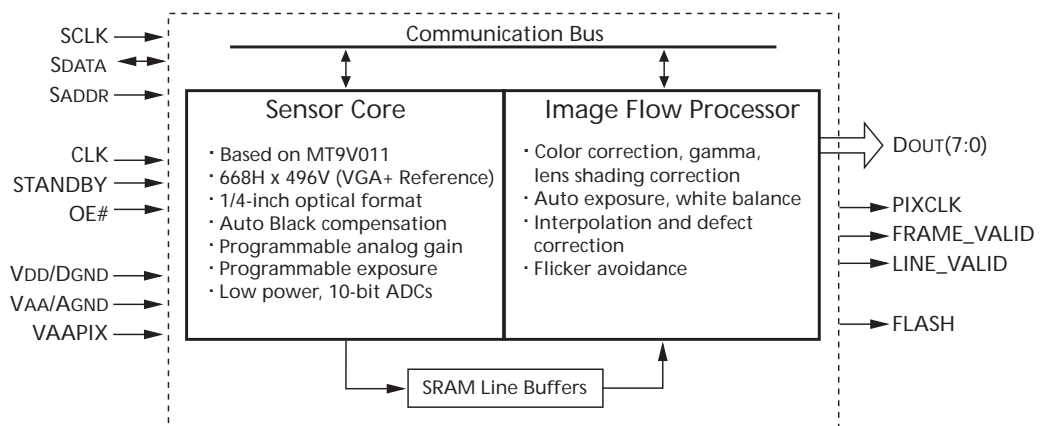 SCLK
SDATA
SADDR
CLK
STANDBY
OE#
VDD/DGND
VAA/AGND
VAAPIX
Communication Bus
Sensor Core
· Based on MT9V011
· 668H x 496V (VGA+ Reference)
· 1/4-inch optical format
· Auto Black compensation
· Programmable analog gain
· Programmable exposure
· Low power, 10-bit ADCs
Image Flow Processor
· Color correction, gamma,
lens shading correction
· Auto exposure, white balance
· Interpolation and defect
correction
· Flicker avoidance
SRAM Line Buffers
DOUT(7:0)
PIXCLK
FRAME_VALID
LINE_VALID
FLASH